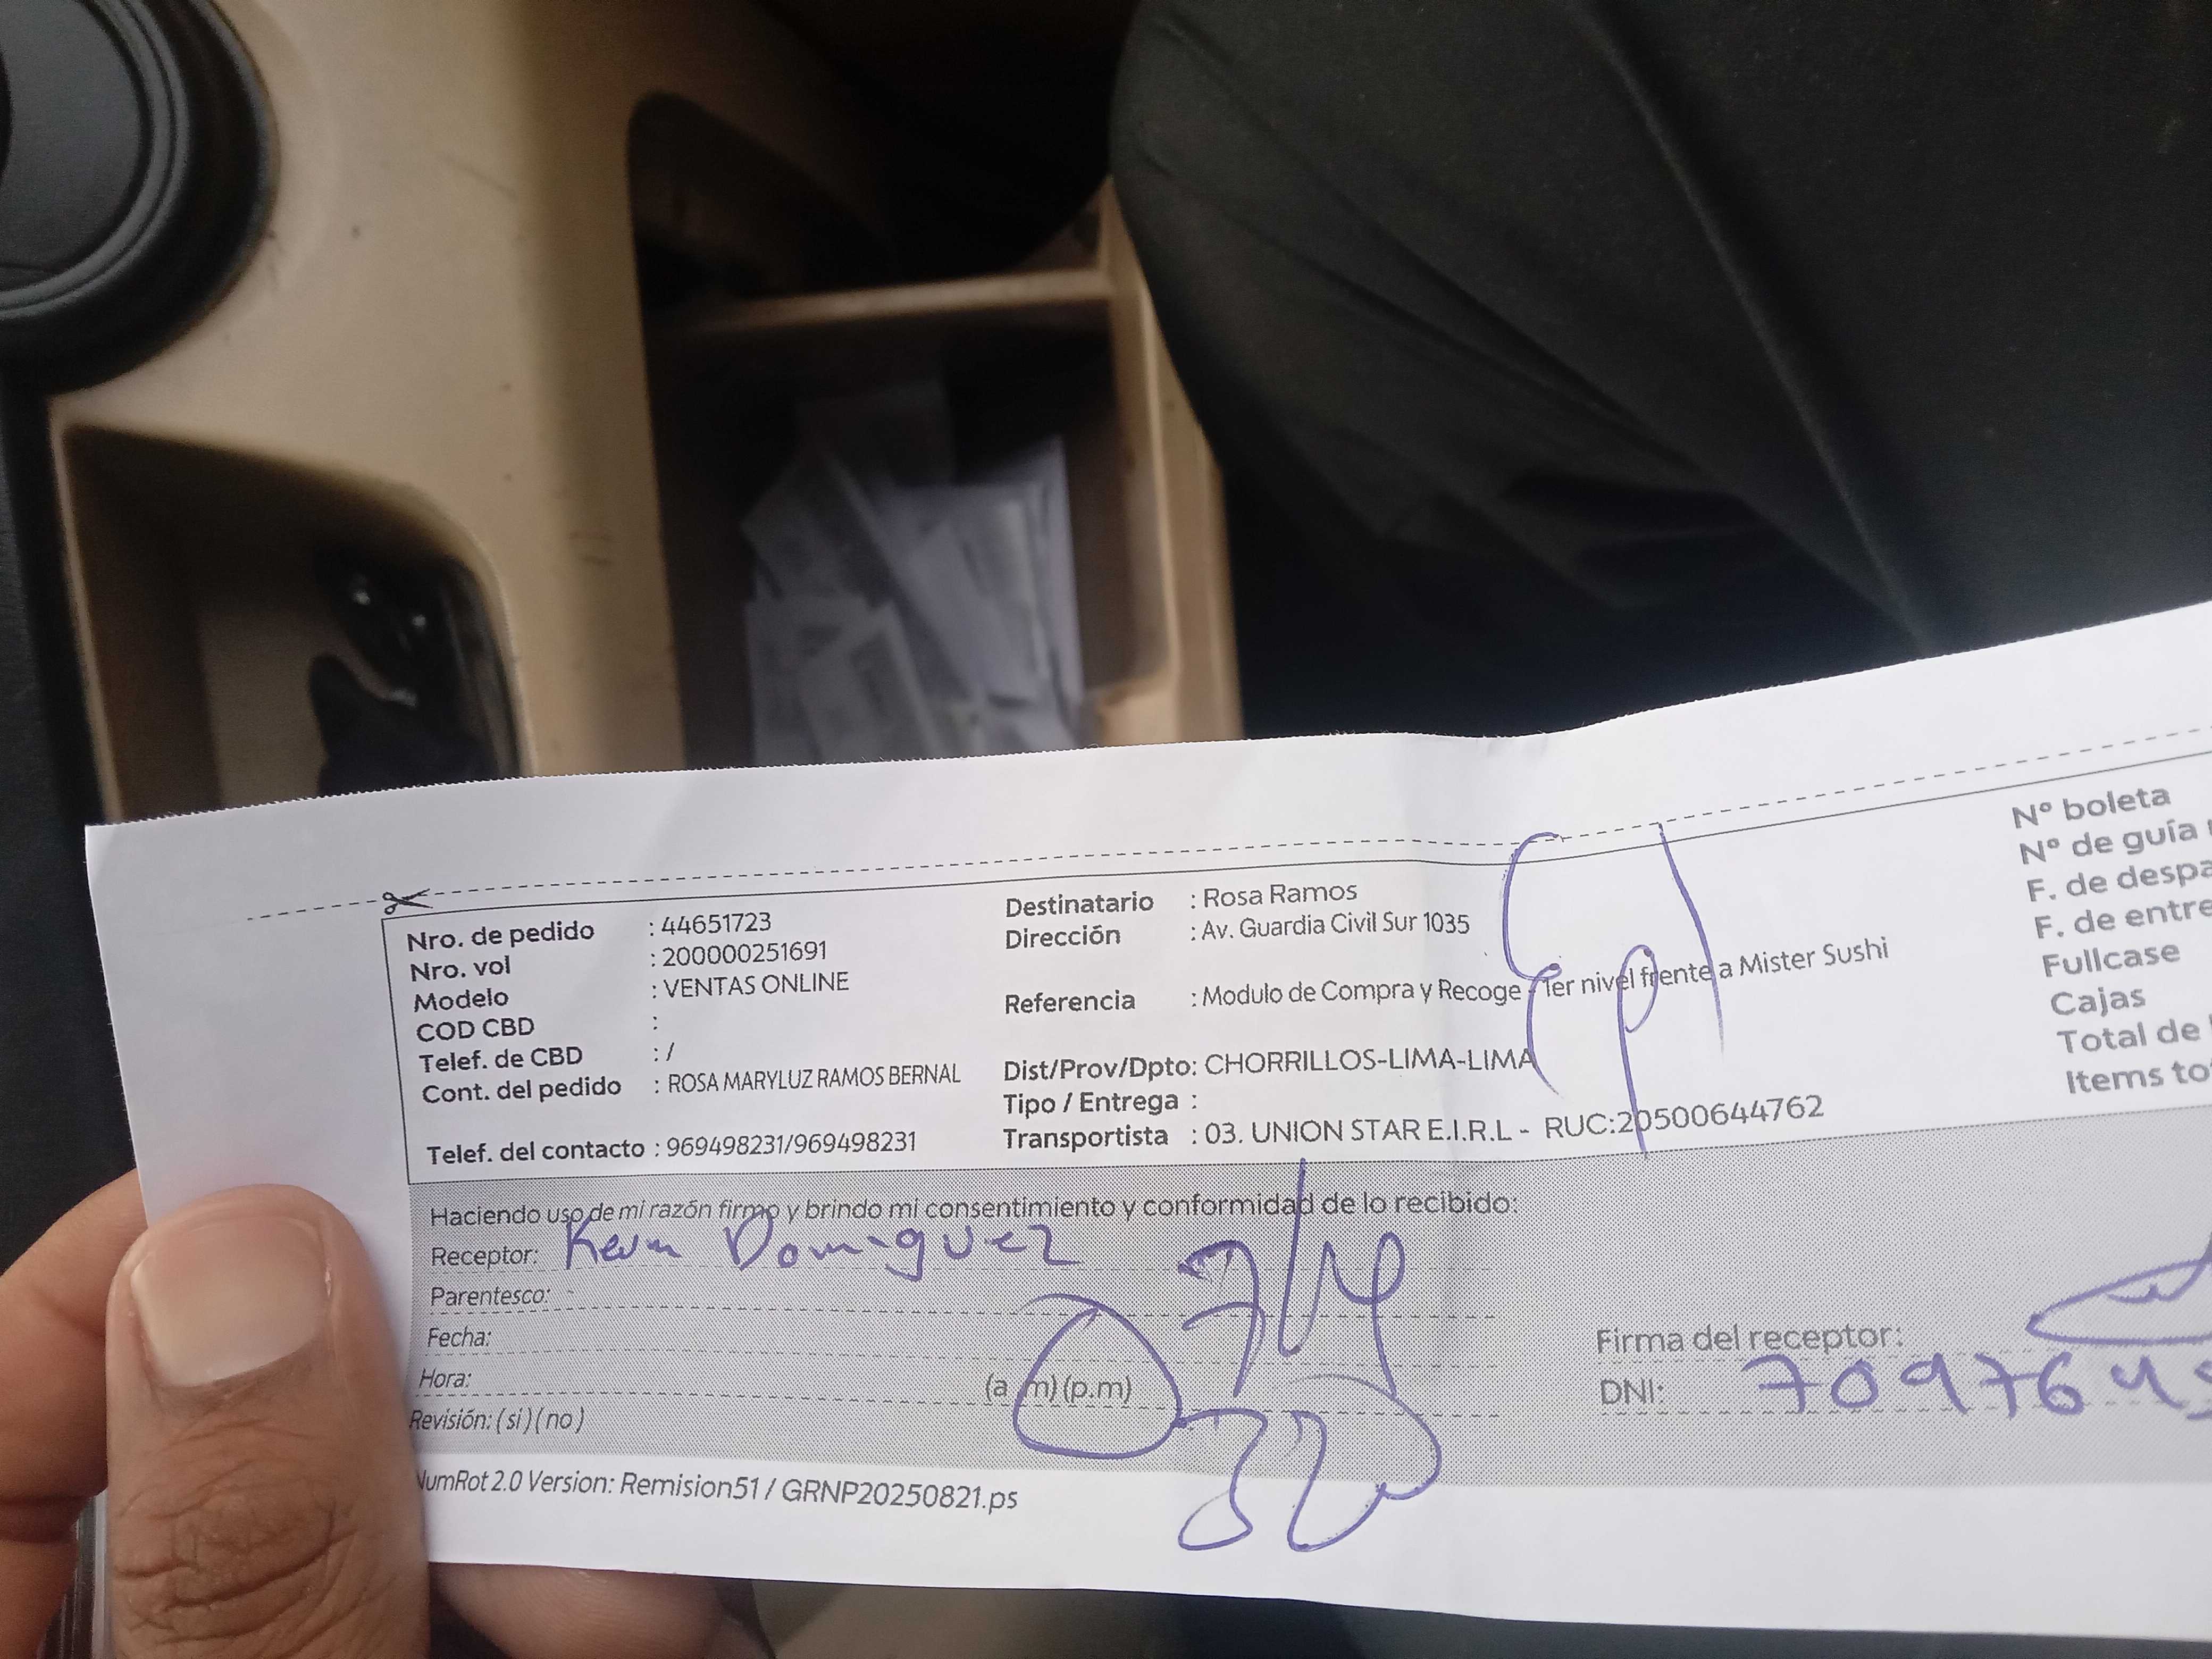 Nro. de pedido : 44651723
Nro. vol : 200000251691
Modelo : VENTAS ONLINE
COD CBD :
Telef. de CBD : /
Cont. del pedido : ROSA MARYLUZ RAMOS BERNAL
Telef. del contacto : 969498231/969498231
Destinatario : Rosa Ramos
Dirección : Av. Guardia Civil Sur 1035
Referencia : Modulo de Compra y Recoge - 1er nivel frente a Mister Sushi
Dist/Prov/Dpto: CHORRILLOS-LIMA-LIMA
Tipo / Entrega :
Transportista : 03. UNION STAR E.I.R.L - RUC:20500644762
Nº boleta
Nº de guía
F. de despa
F. de entre
Fullcase
Cajas
Total de
Items to
Haciendo uso de mi razón firmo y brindo mi consentimiento y conformidad de lo recibido:
Receptor: Kevin Dominguez
Parentesco:
Fecha:
Hora: (a.m)(p.m)
Revisión: (si)(no)
Firma del receptor:
DNI: 7097645
NumRot 2.0 Version: Remision51 / GRNP20250821.ps